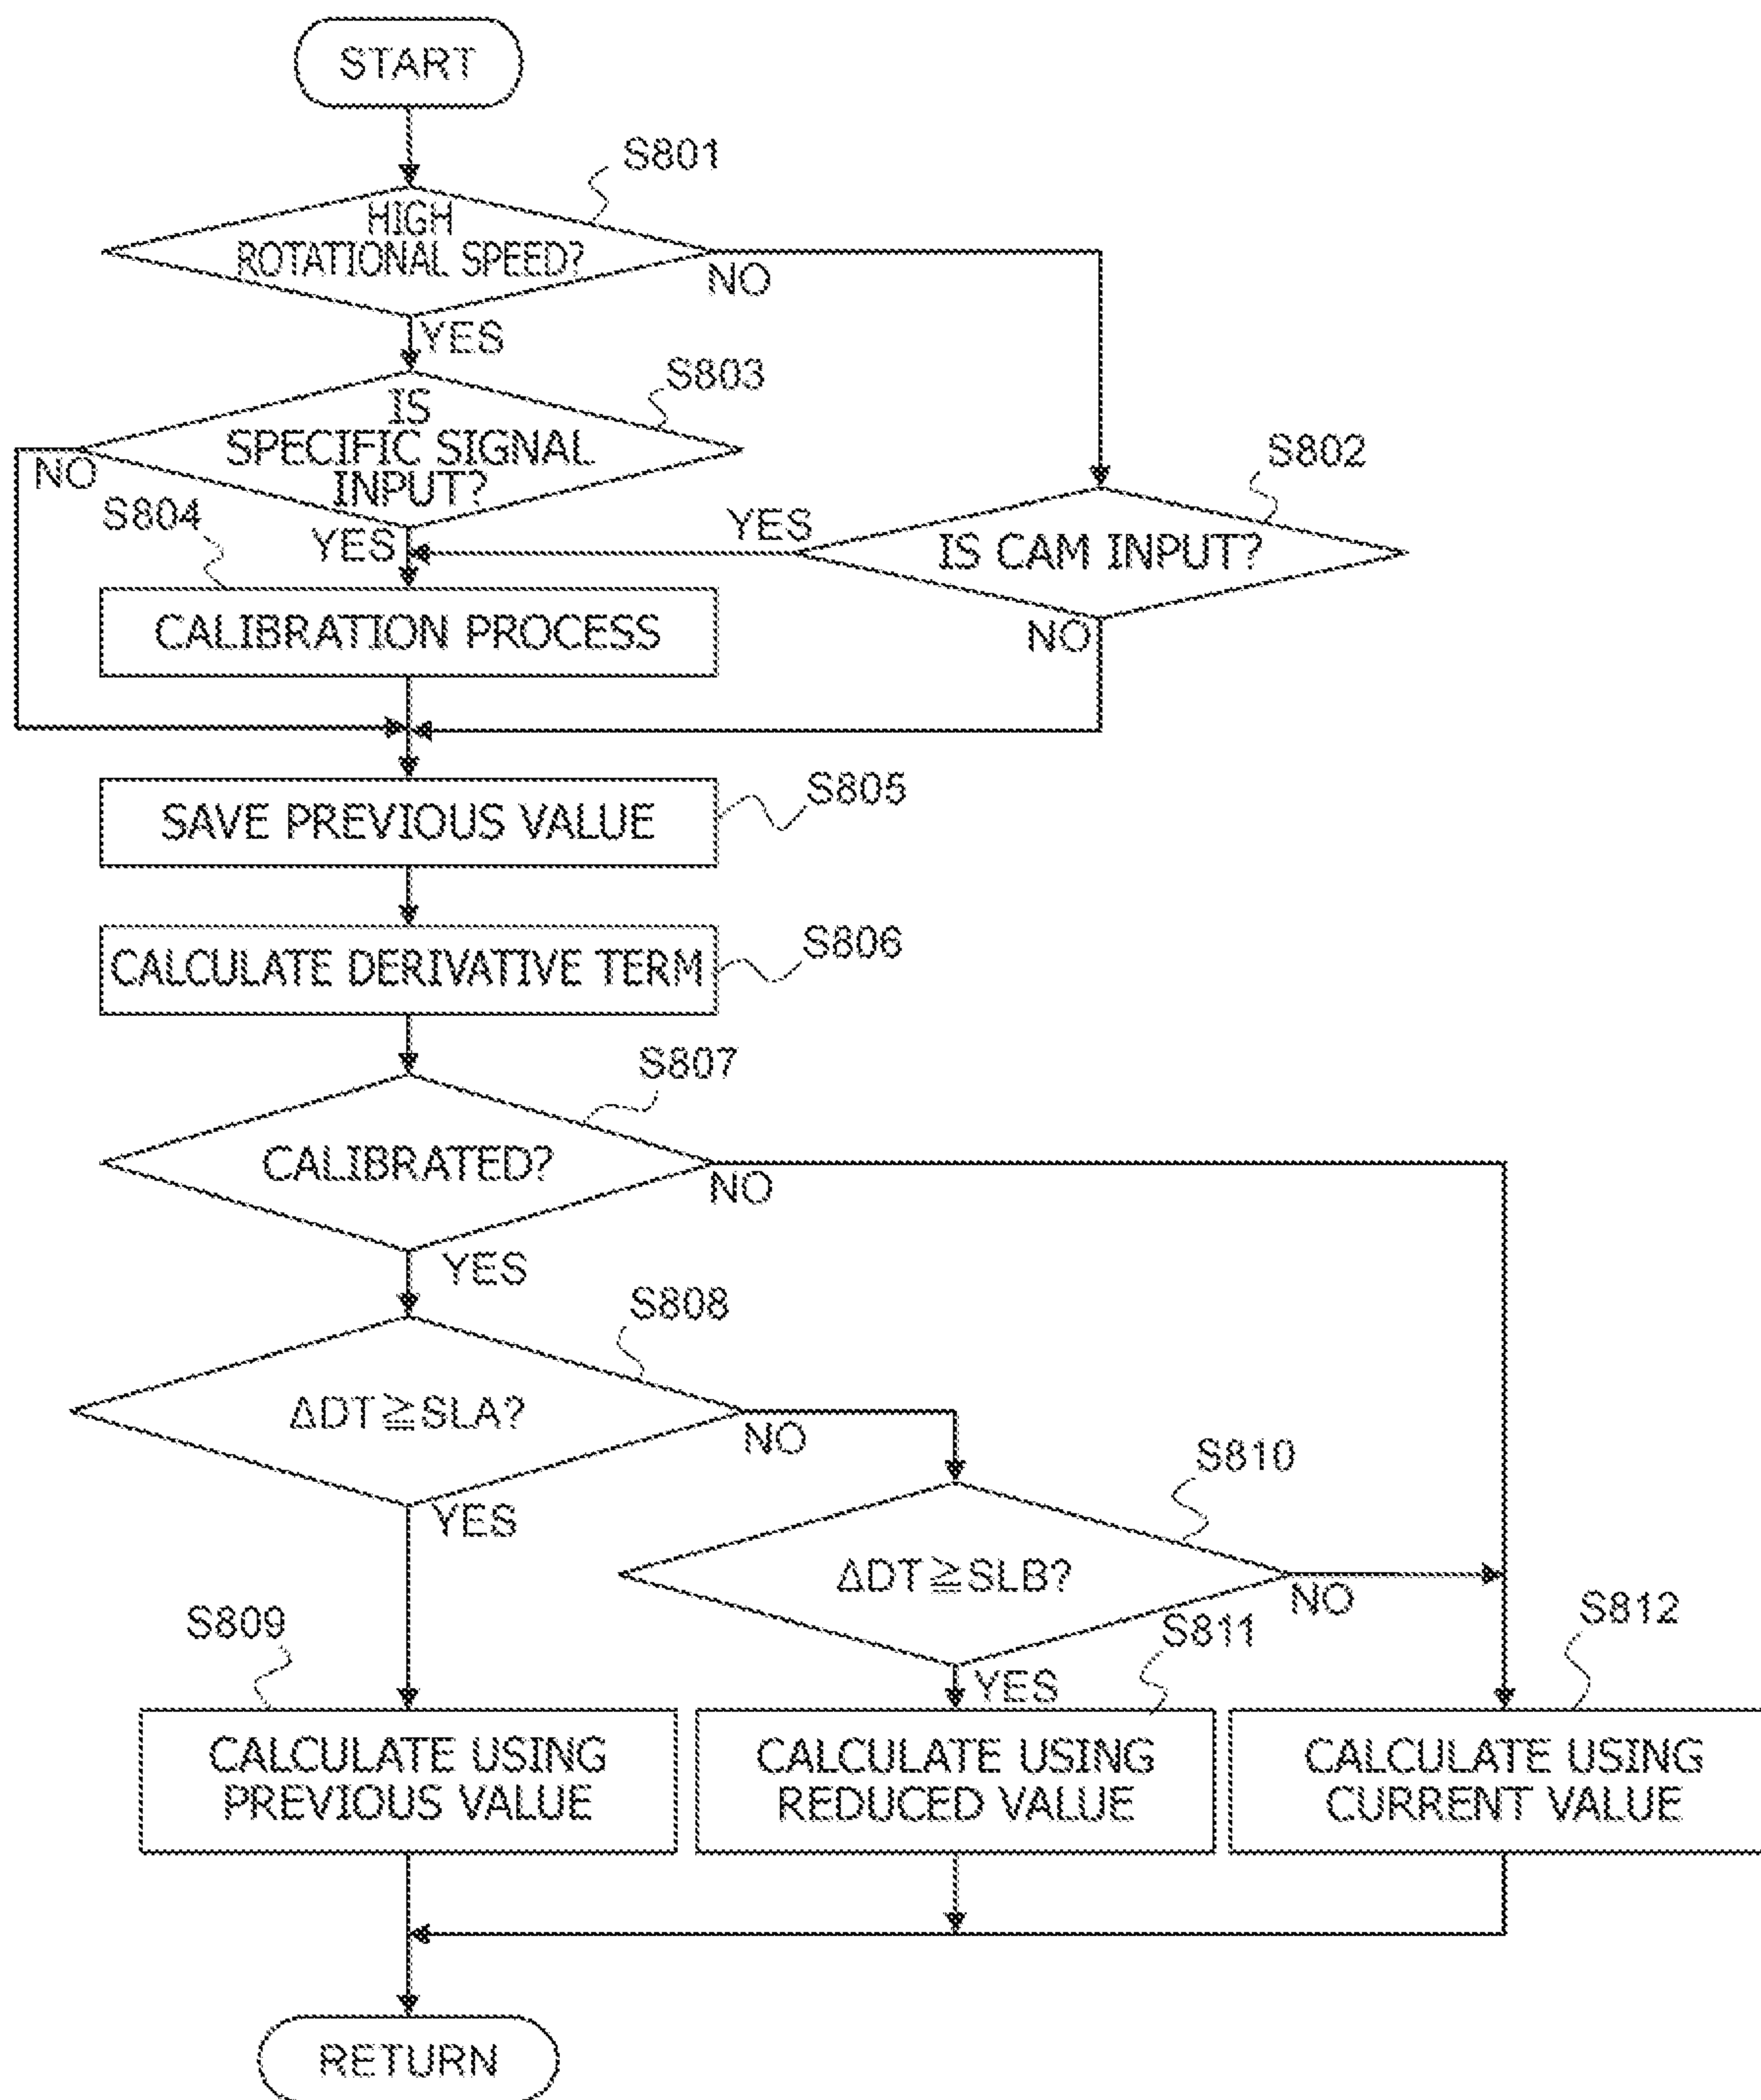 START
S801
HIGH
ROTATIONAL SPEED?
NO
YES
S803
IS
SPECIFIC SIGNAL
INPUT?
NO
S802
S804
YES
YES
IS CAM INPUT?
CALIBRATION PROCESS
NO
S805
SAVE PREVIOUS VALUE
S806
CALCULATE DERIVATIVE TERM
S807
CALIBRATED?
NO
YES
S808
ΔDT≧SLA?
NO
S810
YES
ΔDT≧SLB?
NO
S809
S811
S812
YES
CALCULATE USING
PREVIOUS VALUE
CALCULATE USING
REDUCED VALUE
CALCULATE USING
CURRENT VALUE
RETURN